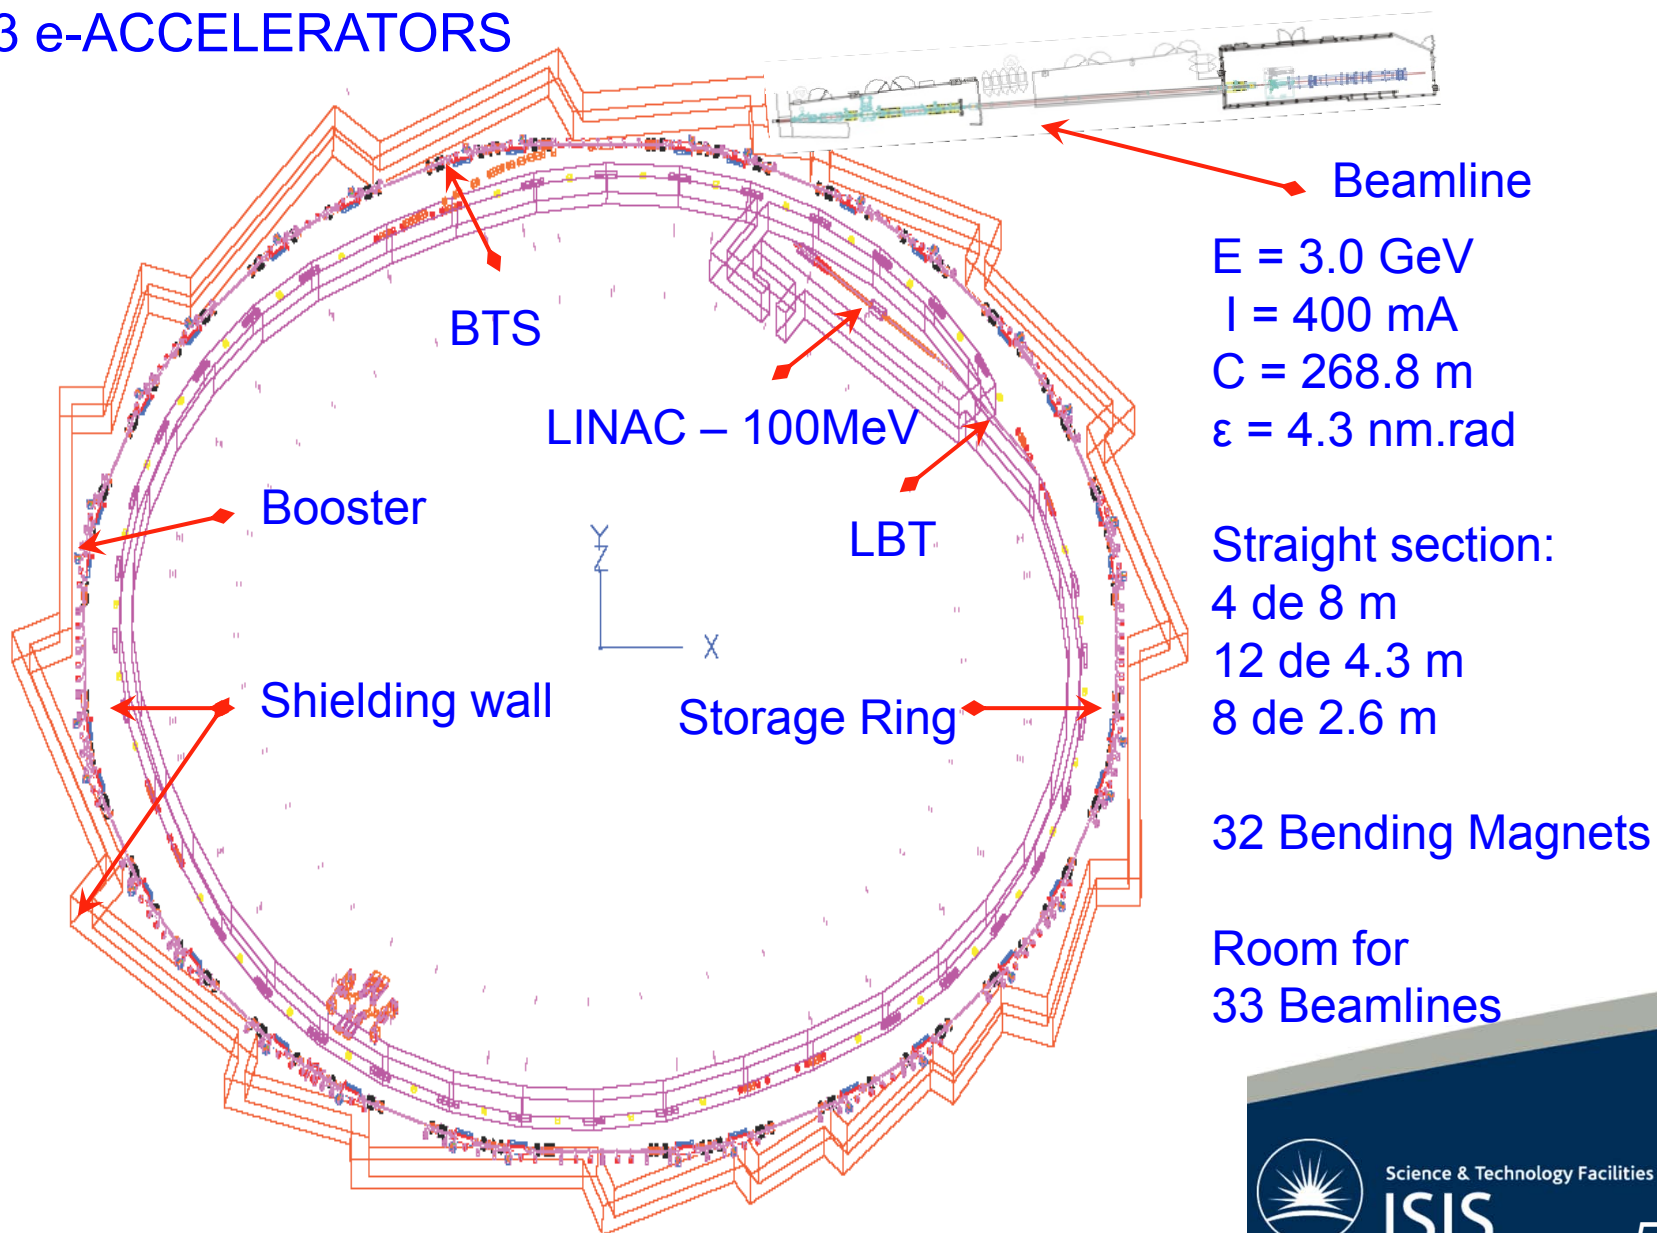 3 e-ACCELERATORS
Beamline
E = 3.0 GeV
I = 400 mA
C = 268.8 m
ε = 4.3 nm.rad
BTS
LINAC – 100MeV
Booster
LBT
Y
Z
X
Straight section:
4 de 8 m
12 de 4.3 m
8 de 2.6 m
Shielding wall
Storage Ring
32 Bending Magnets
Room for
33 Beamlines
Science & Technology Facilities
ISIS